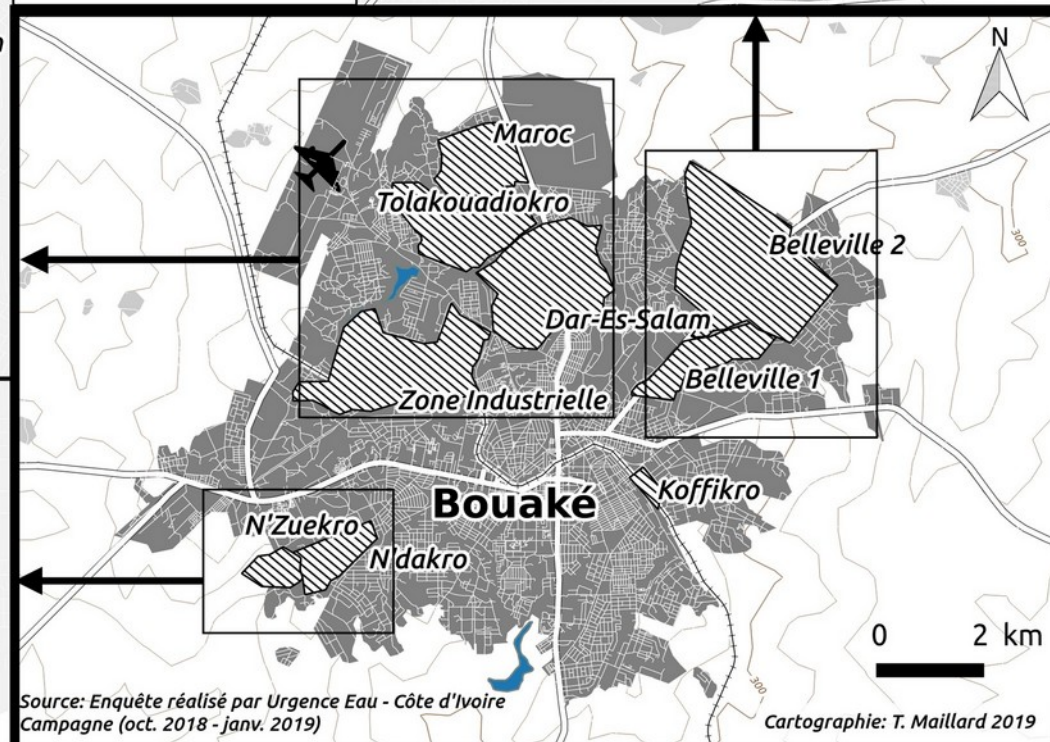 N
Maroc
Tolakouadiokro
Belleville 2
300
Dar-Es-Salam
Belleville 1
Zone Industrielle
Koffikro
Bouaké
N'Zuekro
N'dakro
0 2 km
300
Source: Enquête réalisé par Urgence Eau - Côte d'Ivoire
Campagne (oct. 2018 - janv. 2019)
Cartographie: T. Maillard 2019